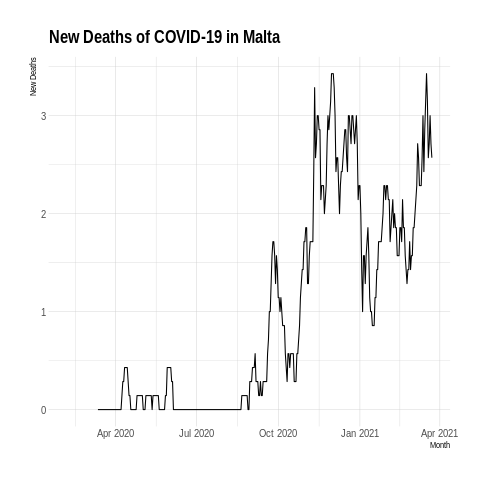 New Deaths of COVID-19 in Malta
New Deaths
3
2
1
0
Apr 2020 Jul 2020 Oct 2020 Jan 2021 Apr 2021
Month